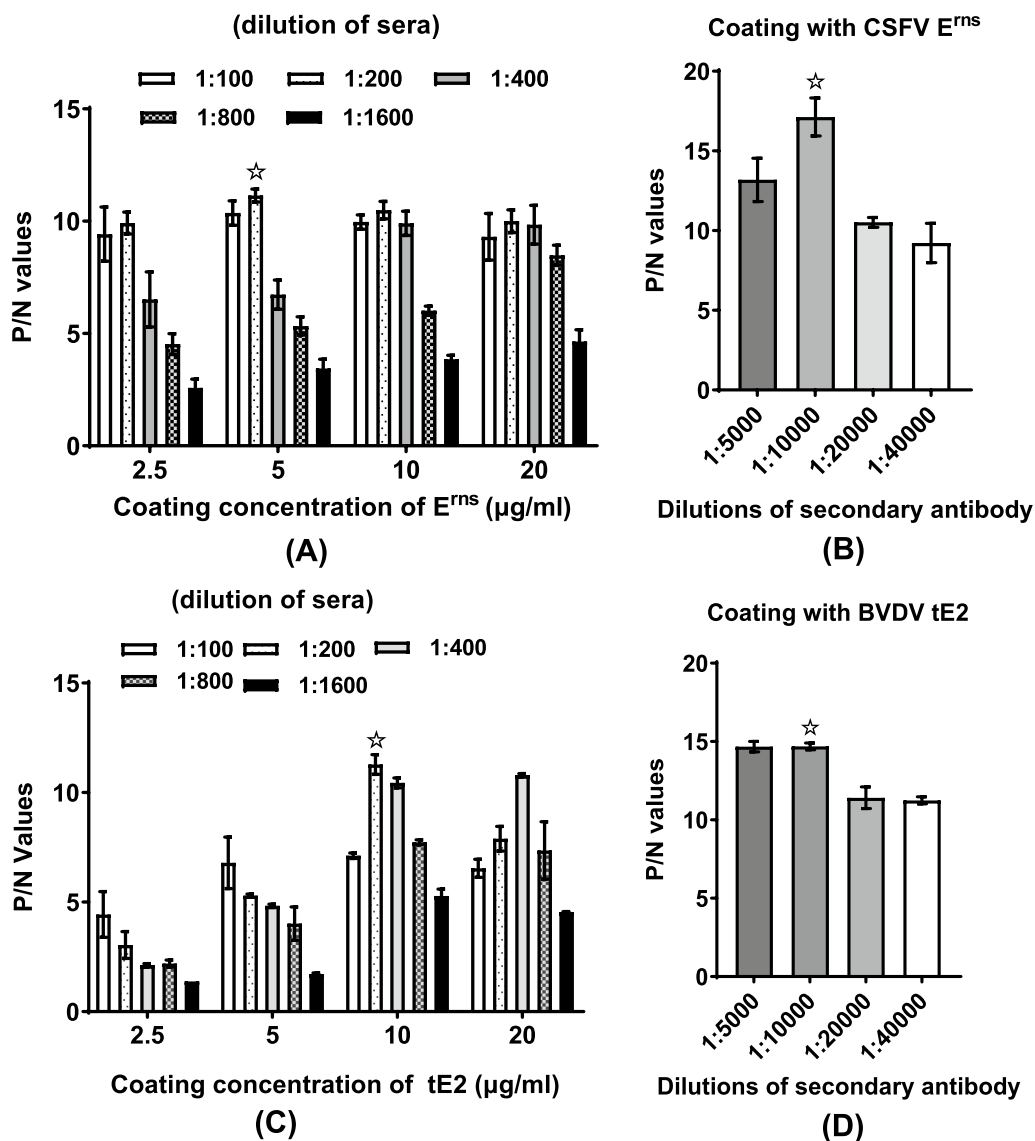 (dilution of sera)
1:100 1:200 1:400
1:800 1:1600
15
10
5
0
P/N values
2.5 5 10 20
Coating concentration of Erns (μg/ml)
(A)
Coating with CSFV Erns
20
15
10
5
0
P/N values
1:5000 1:10000 1:20000 1:40000
Dilutions of secondary antibody
(B)
(dilution of sera)
1:100 1:200 1:400
1:800 1:1600
15
10
5
0
P/N Values
2.5 5 10 20
Coating concentration of tE2 (μg/ml)
(C)
Coating with BVDV tE2
20
15
10
5
0
P/N values
1:5000 1:10000 1:20000 1:40000
Dilutions of secondary antibody
(D)